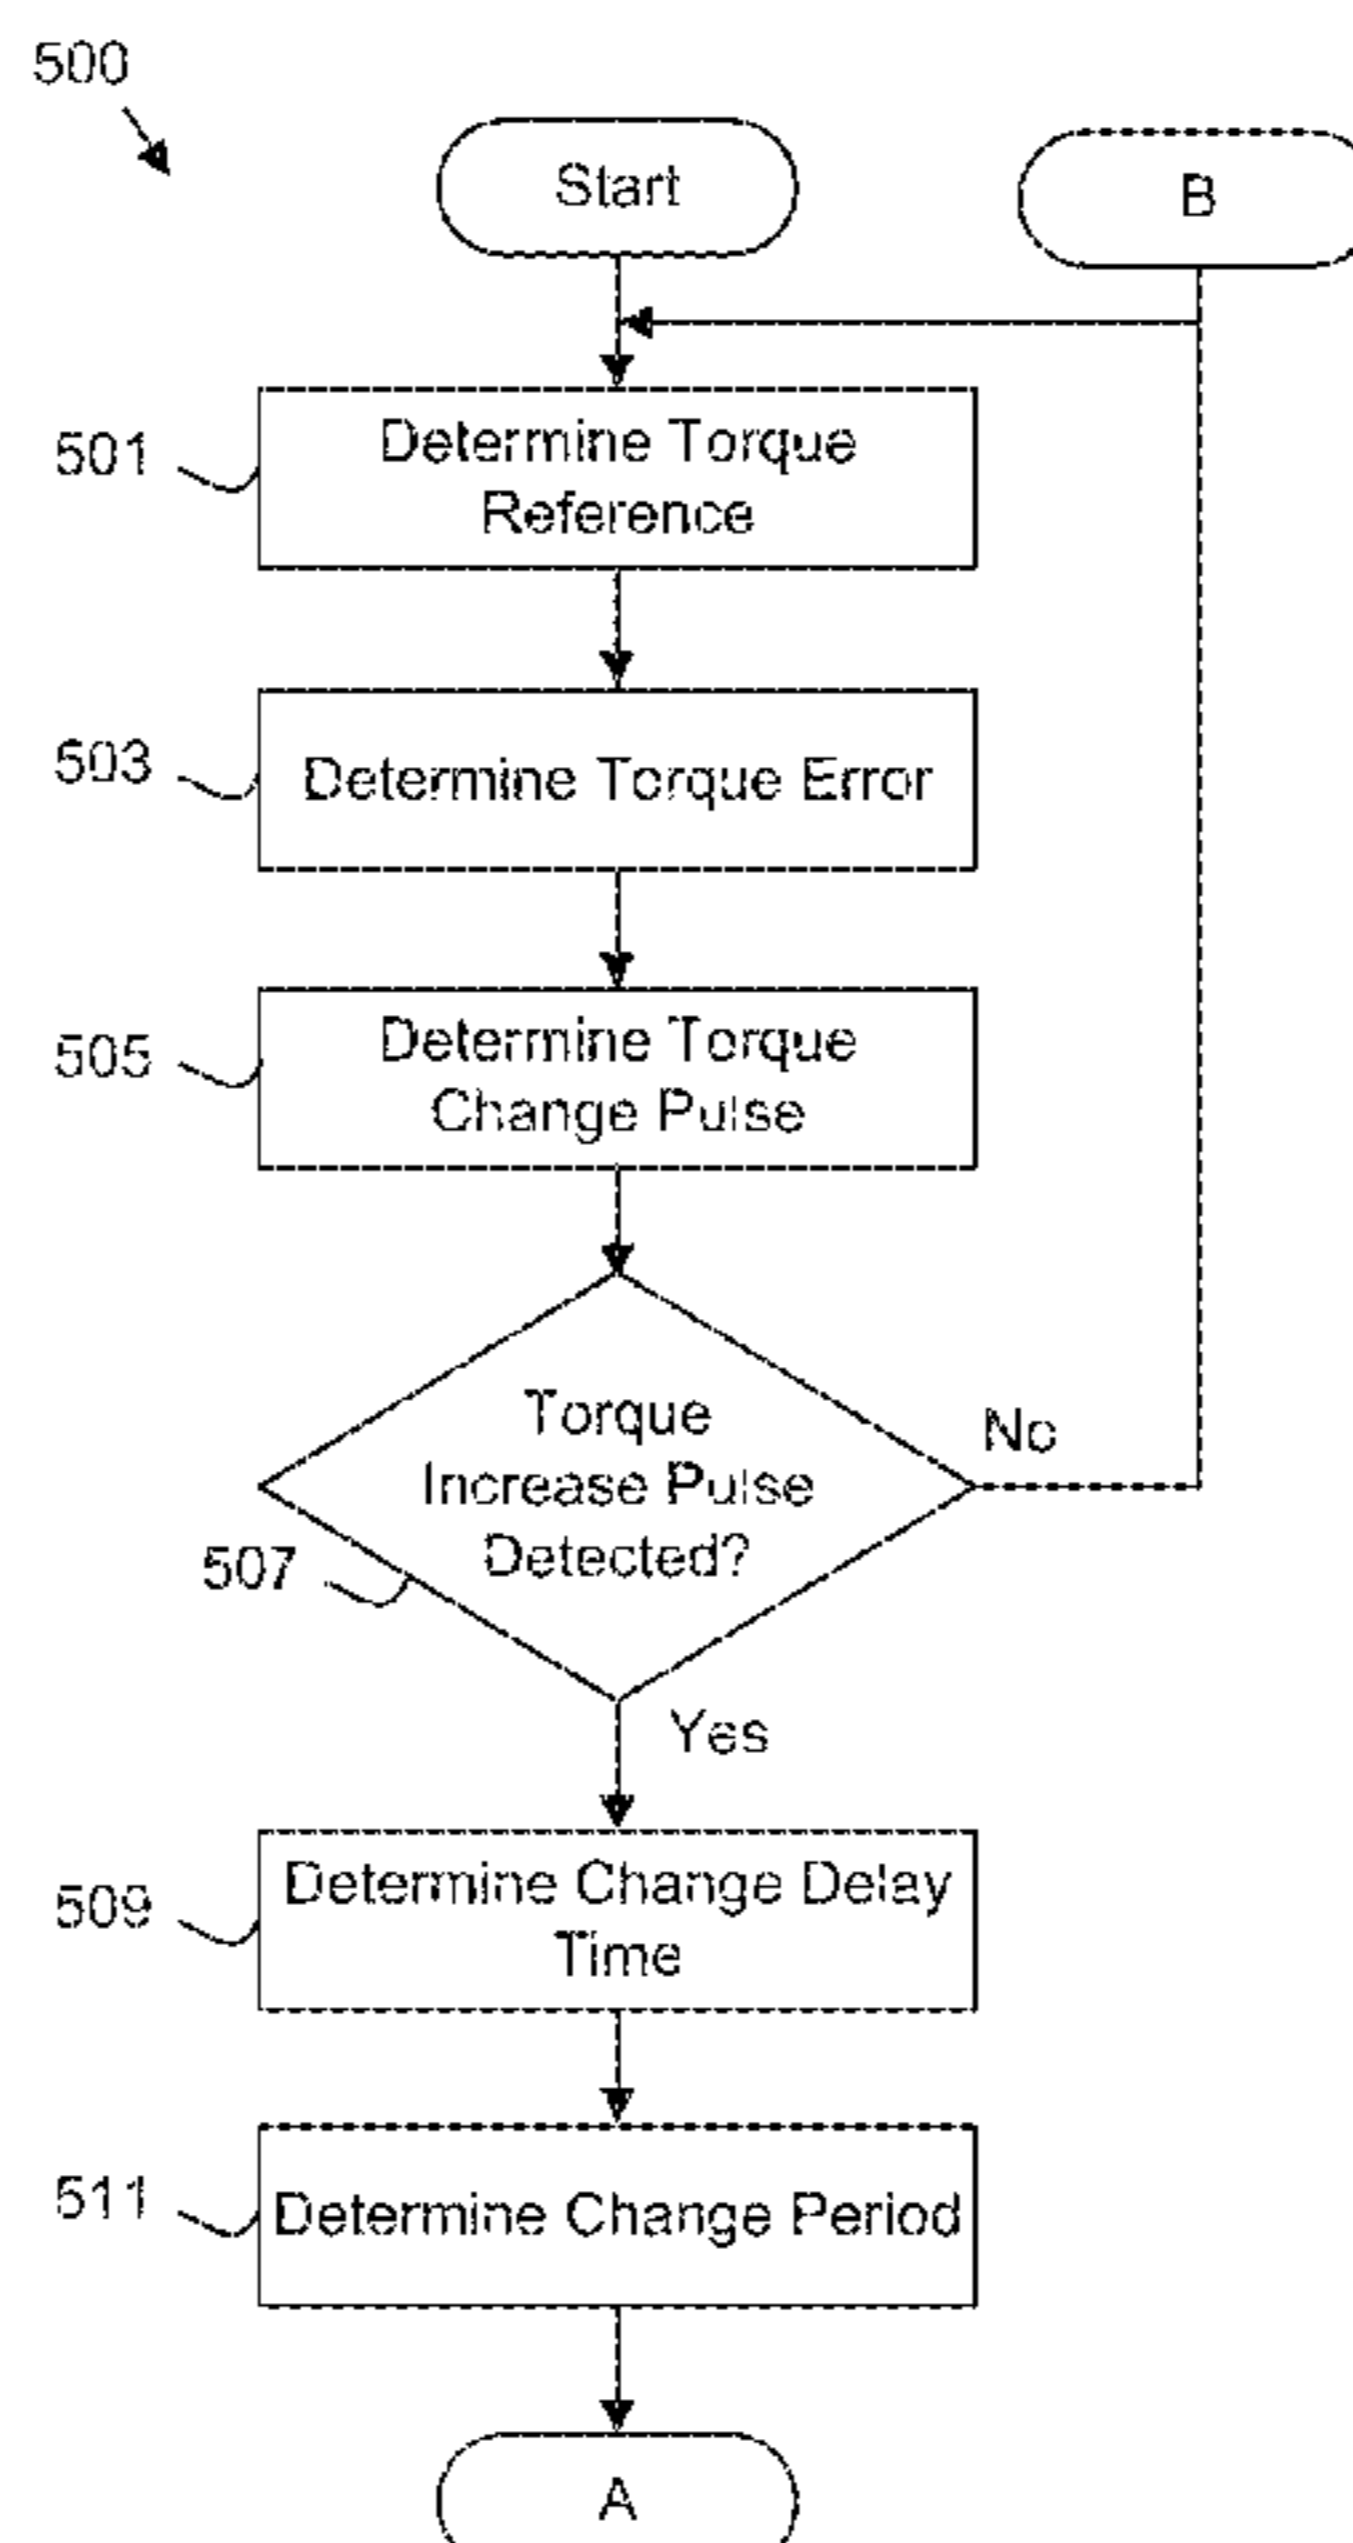 500
Start
B
501
Determine Torque
Reference
503
Determine Torque Error
505
Determine Torque
Change Pulse
Torque
Increase Pulse
Detected?
No
507
Yes
509
Determine Change Delay
Time
511
Determine Change Period
A